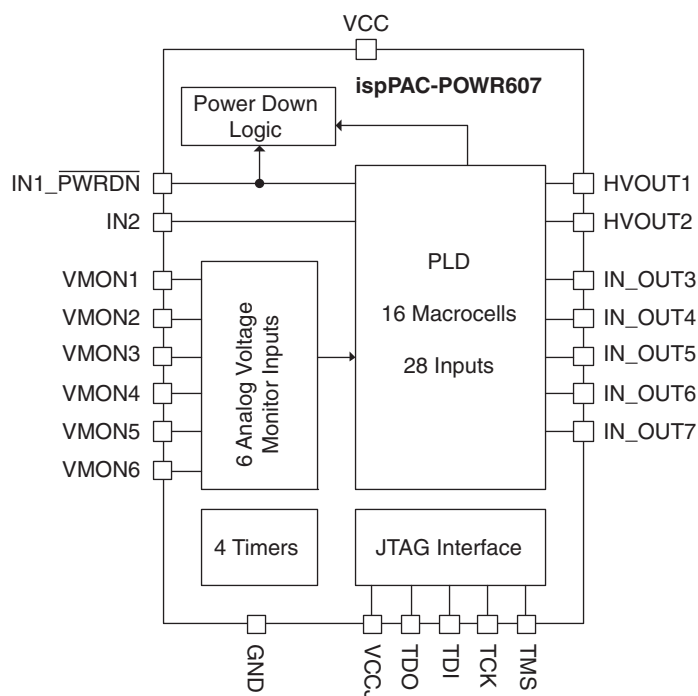 VCC
ispPAC-POWR607
Power Down
Logic
IN1_PWRDN
IN2
VMON1
VMON2
VMON3
VMON4
VMON5
VMON6
6 Analog Voltage
Monitor Inputs
PLD
16 Macrocells
28 Inputs
HVOUT1
HVOUT2
IN_OUT3
IN_OUT4
IN_OUT5
IN_OUT6
IN_OUT7
4 Timers
JTAG Interface
GND
VCCJ
TDO
TDI
TCK
TMS